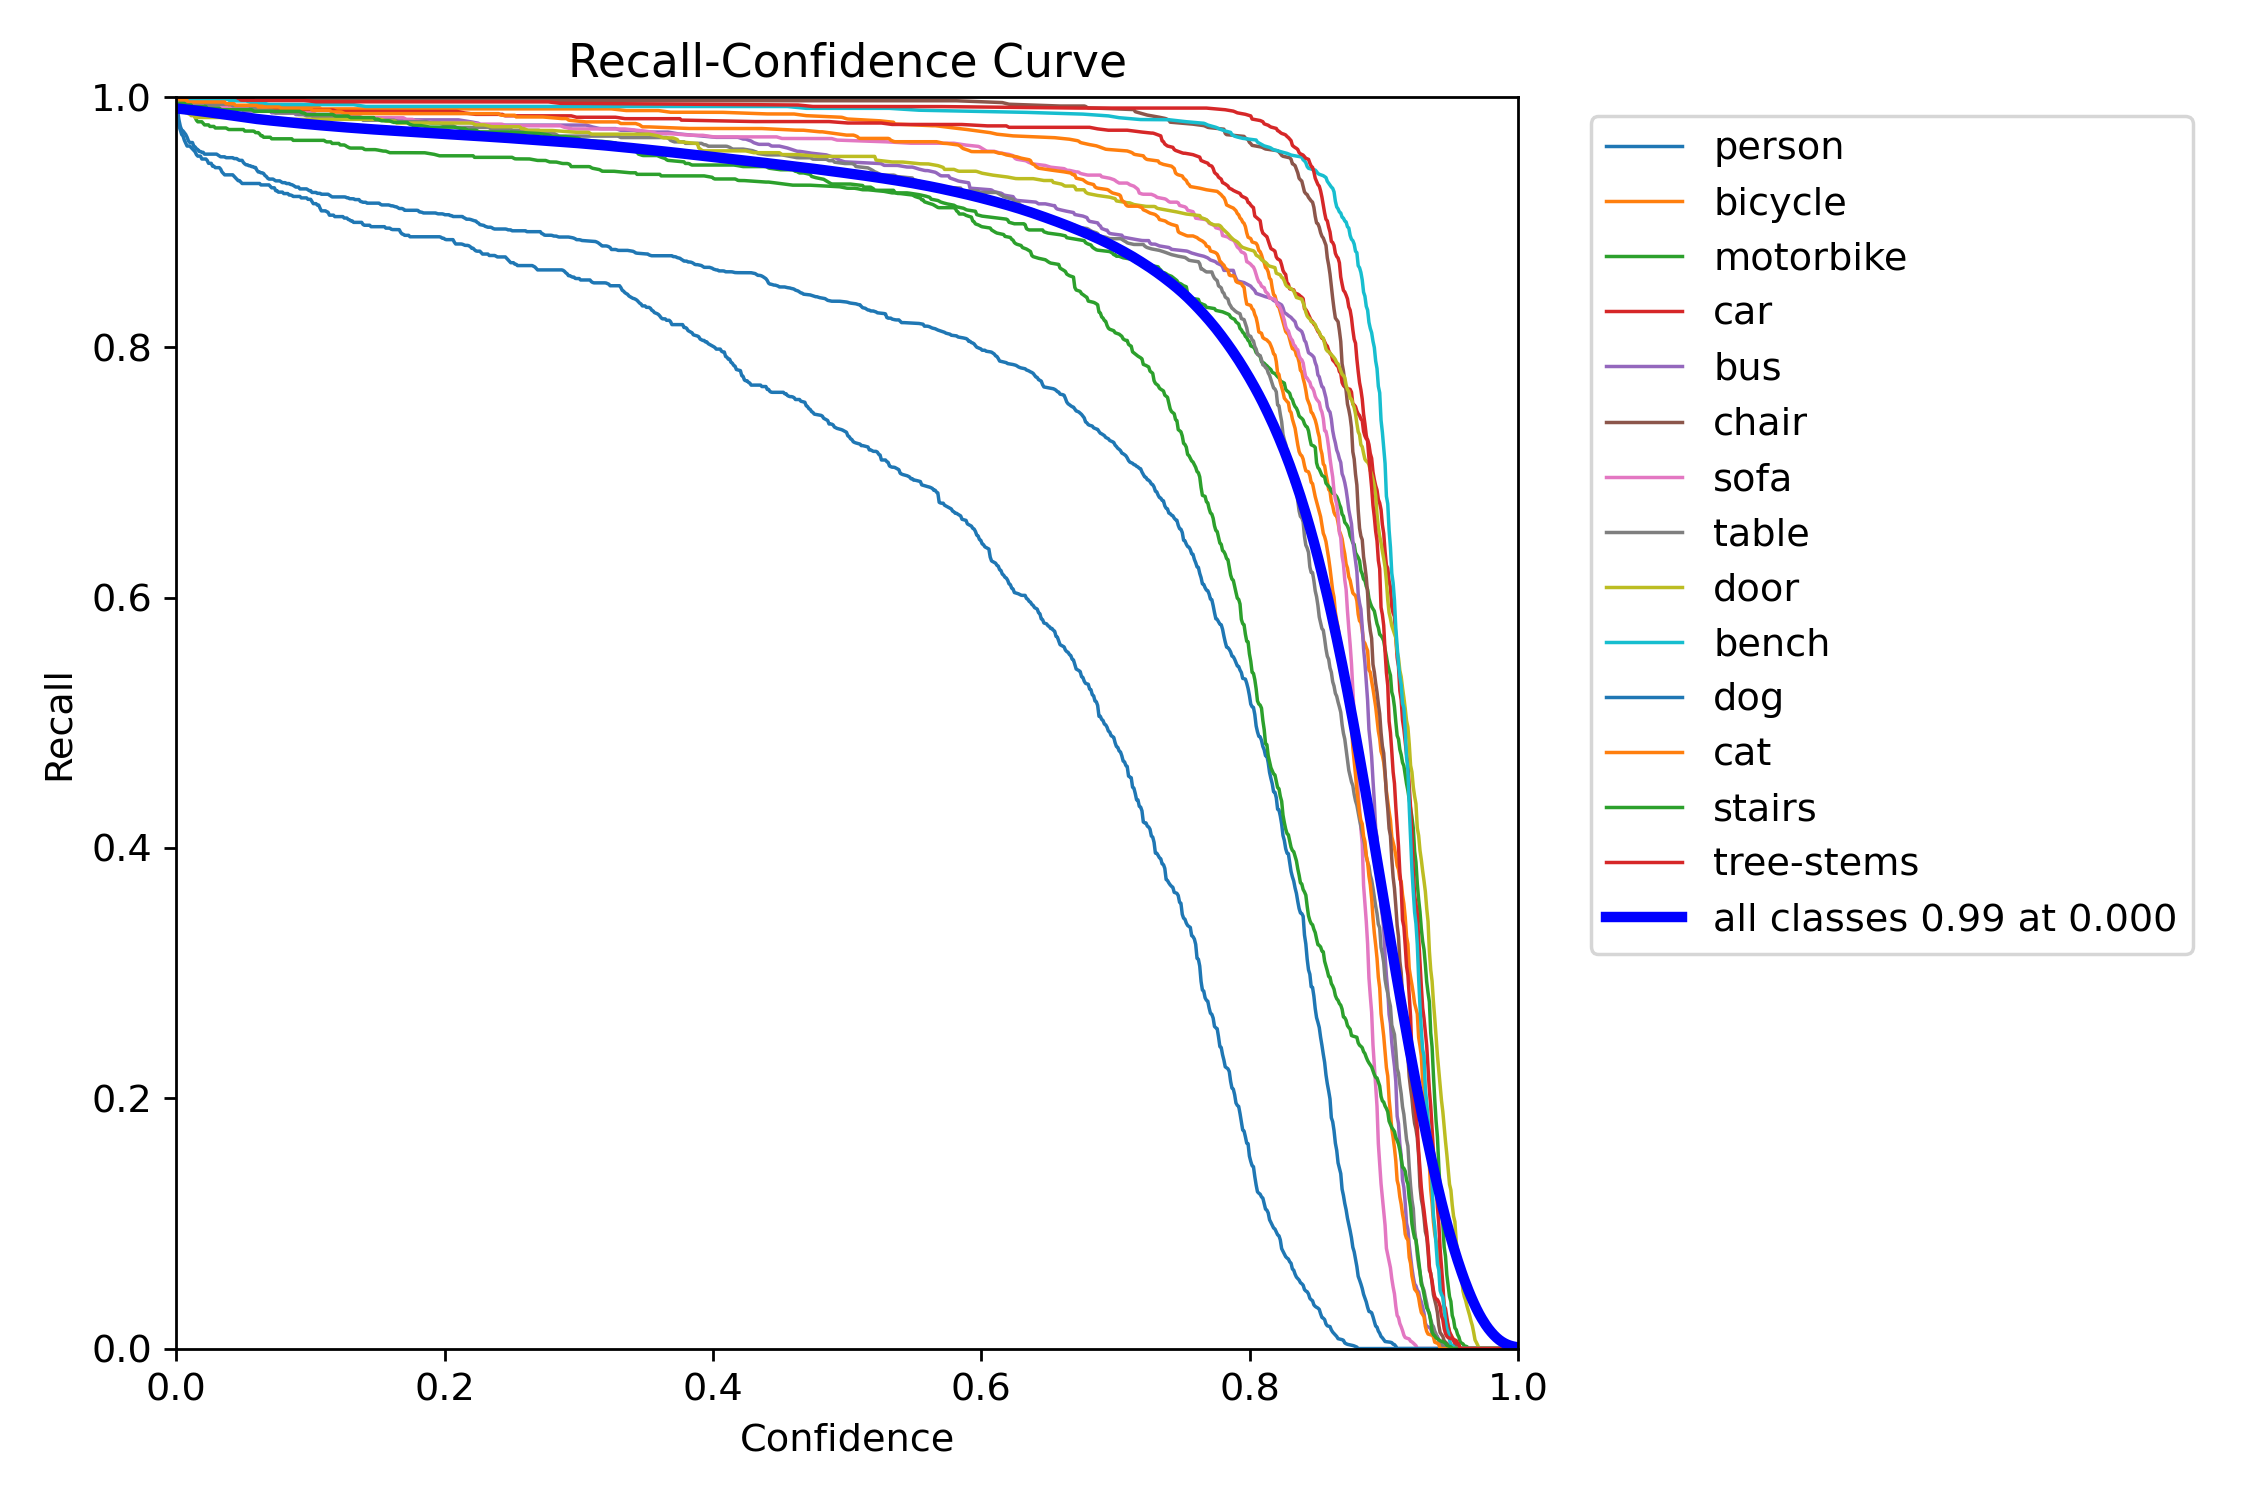 Recall-Confidence Curve
1.0
0.8
0.6
0.4
0.2
0.0
Recall
0.0 0.2 0.4 0.6 0.8 1.0
Confidence
person
bicycle
motorbike
car
bus
chair
sofa
table
door
bench
dog
cat
stairs
tree-stems
all classes 0.99 at 0.000